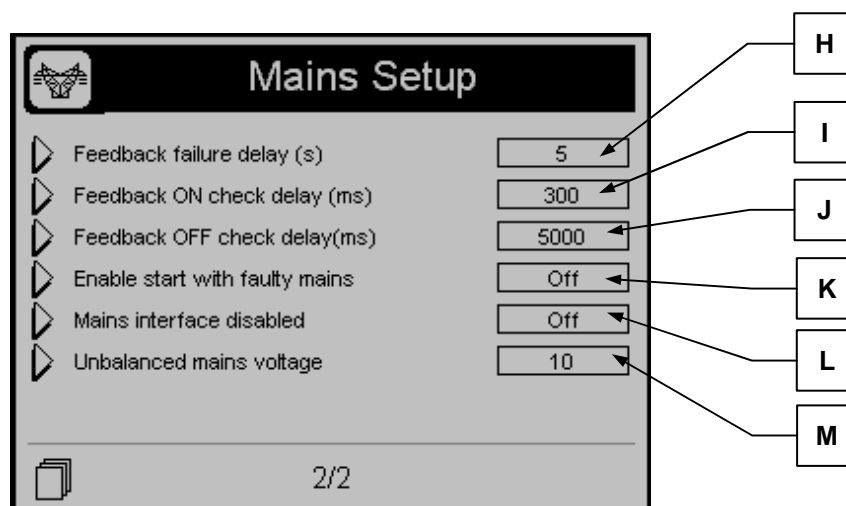 Mains Setup
H
Feedback failure delay (s) 5
I
Feedback ON check delay (ms) 300
J
Feedback OFF check delay(ms) 5000
Enable start with faulty mains Off
K
Mains interface disabled Off
L
Unbalanced mains voltage 10
M
2/2